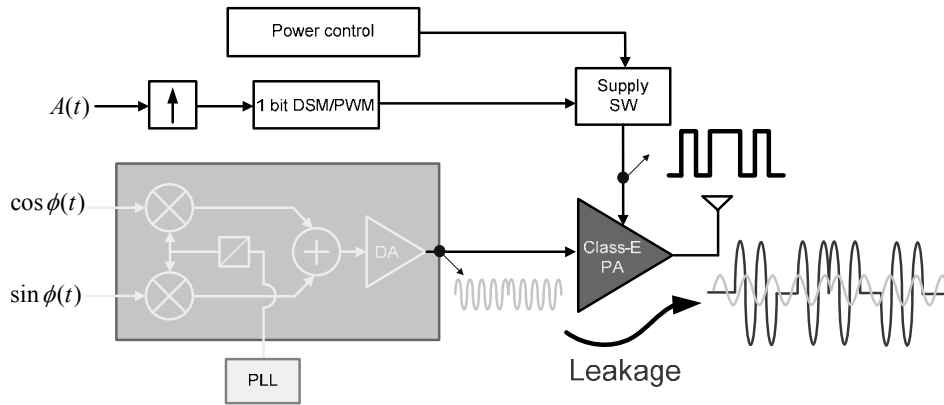 Power control
Supply
SW
A(t)
1 bit DSM/PWM
cos ϕ(t)
DA
Class-E
PA
sin ϕ(t)
Leakage
PLL